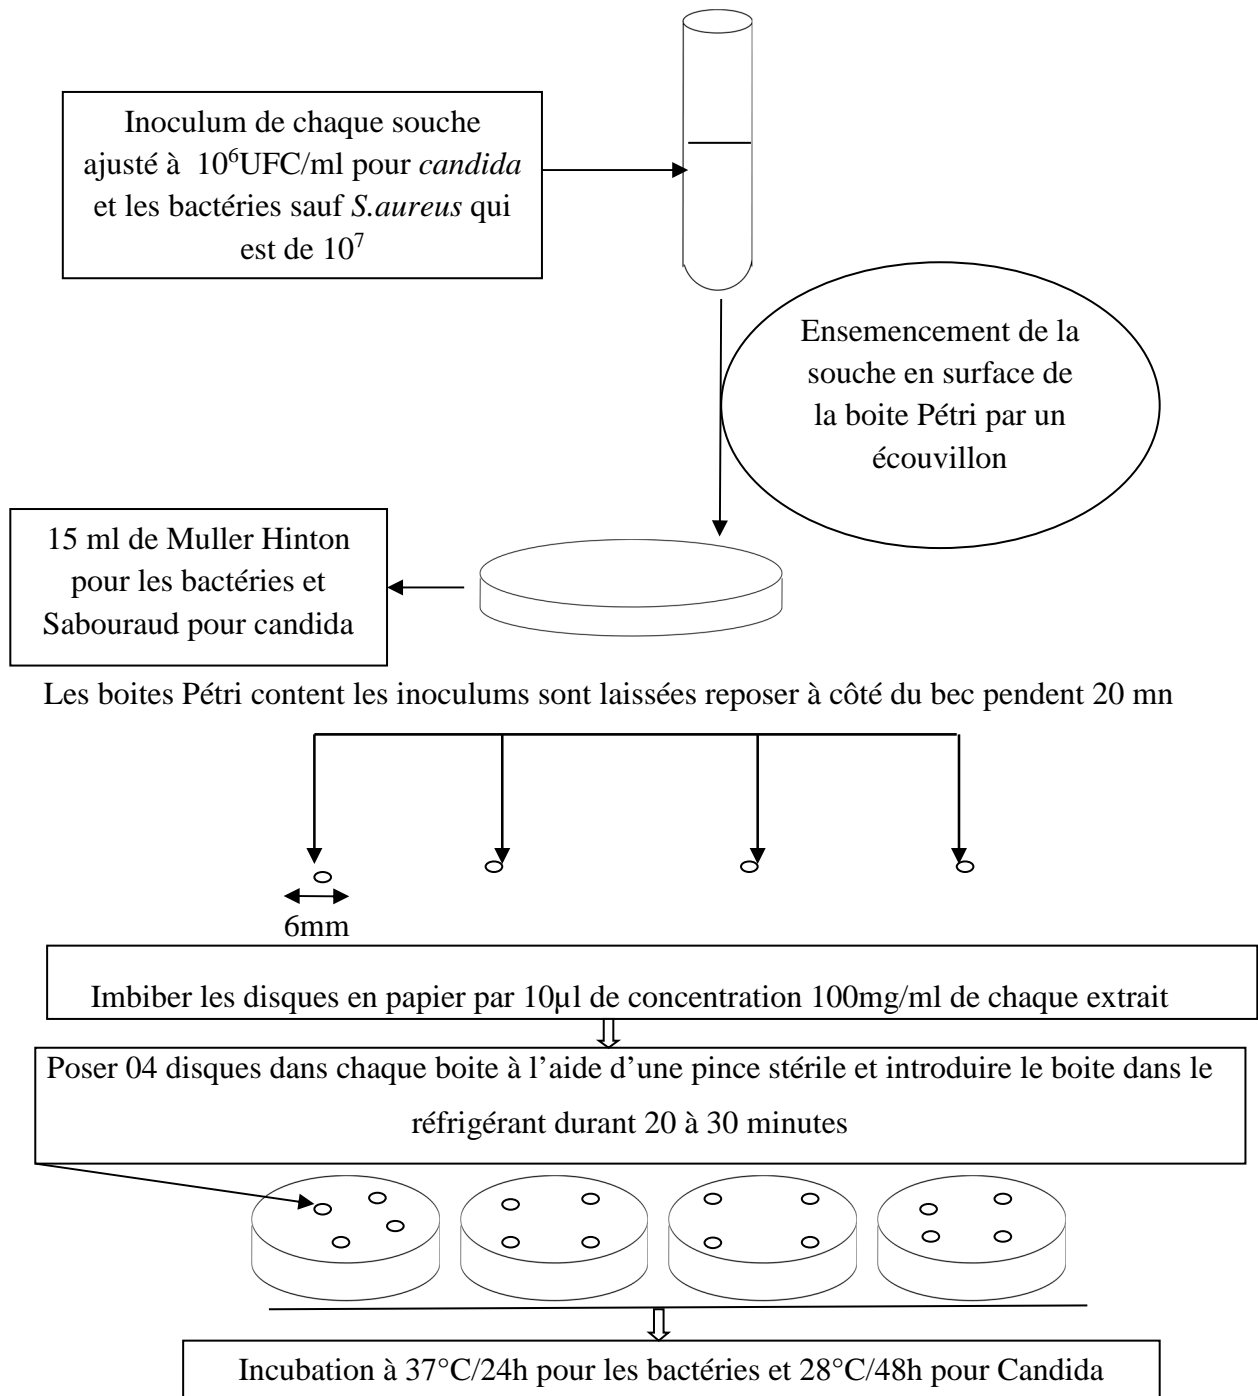 Inoculum de chaque souche
ajusté à 10⁶UFC/ml pour candida
et les bactéries sauf S.aureus qui
est de 10⁷
Ensemencement de la
souche en surface de
la boite Pétri par un
écouvillon
15 ml de Muller Hinton
pour les bactéries et
Sabouraud pour candida
Les boites Pétri content les inoculums sont laissées reposer à côté du bec pendent 20 mn
6mm
Imbiber les disques en papier par 10µl de concentration 100mg/ml de chaque extrait
Poser 04 disques dans chaque boite à l’aide d’une pince stérile et introduire le boite dans le
réfrigérant durant 20 à 30 minutes
Incubation à 37°C/24h pour les bactéries et 28°C/48h pour Candida